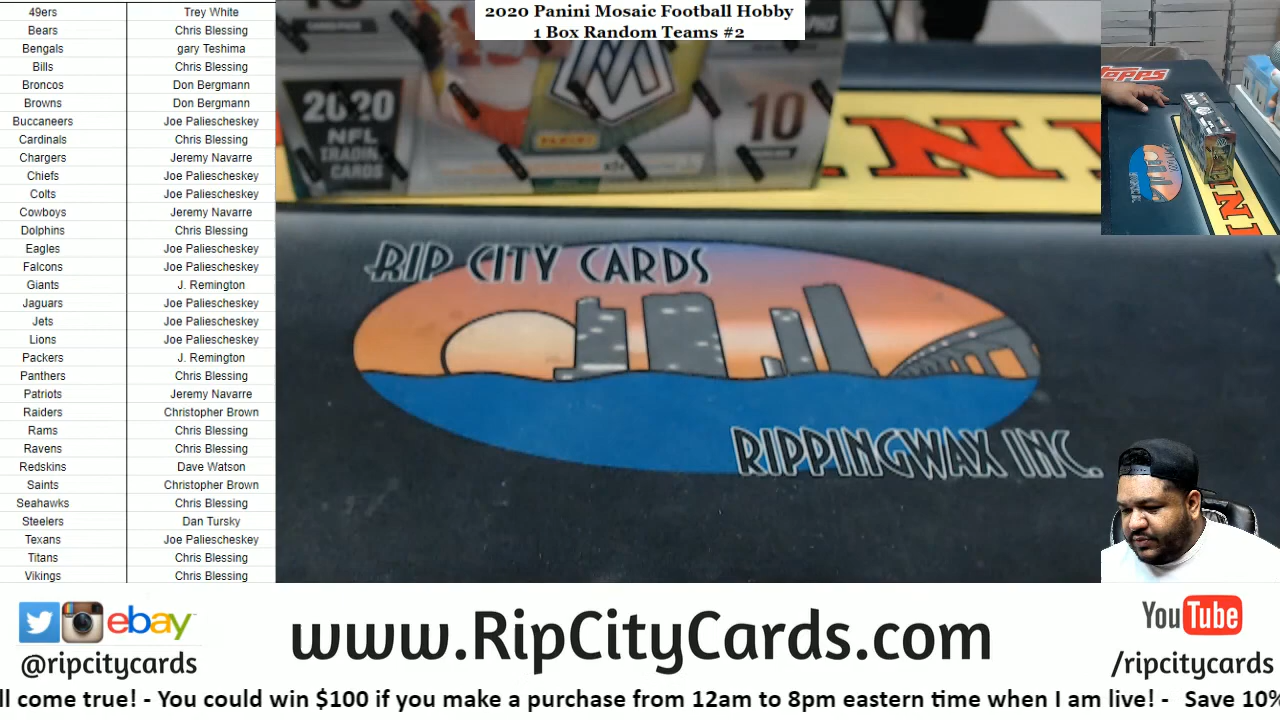 49ers Trey White
Bears Chris Blessing
Bengals gary Teshima
Bills Chris Blessing
Broncos Don Bergmann
Browns Don Bergmann
Buccaneers Joe Paliescheskey
Cardinals Chris Blessing
Chargers Jeremy Navarre
Chiefs Joe Paliescheskey
Colts Joe Paliescheskey
Cowboys Jeremy Navarre
Dolphins Chris Blessing
Eagles Joe Paliescheskey
Falcons Joe Paliescheskey
Giants J. Remington
Jaguars Joe Paliescheskey
Jets Joe Paliescheskey
Lions Joe Paliescheskey
Packers J. Remington
Panthers Chris Blessing
Patriots Jeremy Navarre
Raiders Christopher Brown
Rams Chris Blessing
Ravens Chris Blessing
Redskins Dave Watson
Saints Christopher Brown
Seahawks Chris Blessing
Steelers Dan Tursky
Texans Joe Paliescheskey
Titans Chris Blessing
Vikings Chris Blessing
2020 Panini Mosaic Football Hobby
1 Box Random Teams #2
2020
NFL
TRADING
CARDS
PANINI
10
RIP CITY CARDS
RIPPINGWAX INC.
topps
ebay
@ripcitycards
www.RipCityCards.com
YouTube
/ripcitycards
ll come true! - You could win $100 if you make a purchase from 12am to 8pm eastern time when I am live! - Save 10%